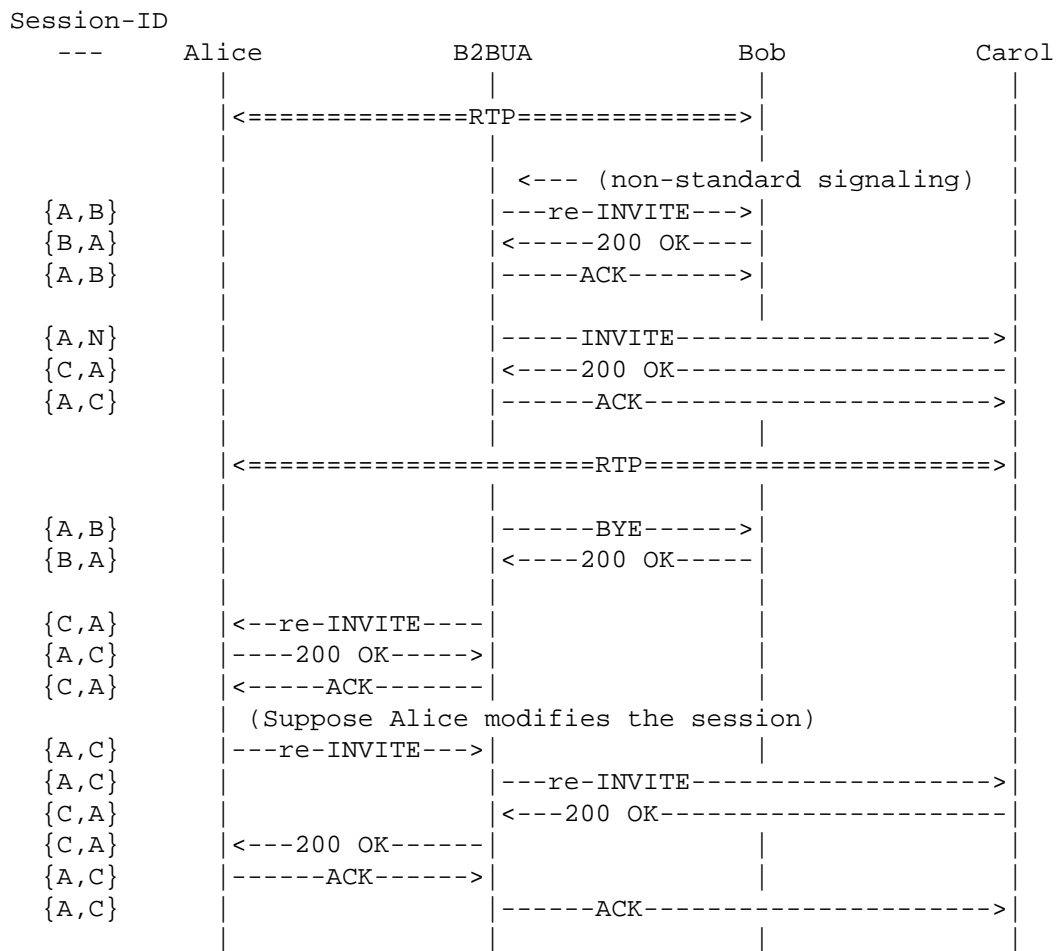 Session-ID
--- Alice B2BUA Bob Carol
| | | |
|<==============RTP==============>| |
| | | |
| | <--- (non-standard signaling)
{A,B} | |---re-INVITE--->| |
{B,A} | |<-----200 OK----| |
{A,B} | |-----ACK------->| |
| | | |
{A,N} | |-----INVITE-------------------->|
{C,A} | |<----200 OK---------------------|
{A,C} | |------ACK---------------------->|
| | | |
|<======================RTP======================>|
| | | |
{A,B} | |------BYE------>| |
{B,A} | |<----200 OK-----| |
| | | |
{C,A} |<--re-INVITE----| | |
{A,C} |----200 OK----->| | |
{C,A} |<-----ACK-------| | |
| (Suppose Alice modifies the session) |
{A,C} |---re-INVITE--->| | |
{A,C} | |---re-INVITE------------------->|
{C,A} | |<---200 OK----------------------|
{C,A} |<---200 OK------| | |
{A,C} |------ACK------>| | |
{A,C} | |------ACK---------------------->|
| | | |